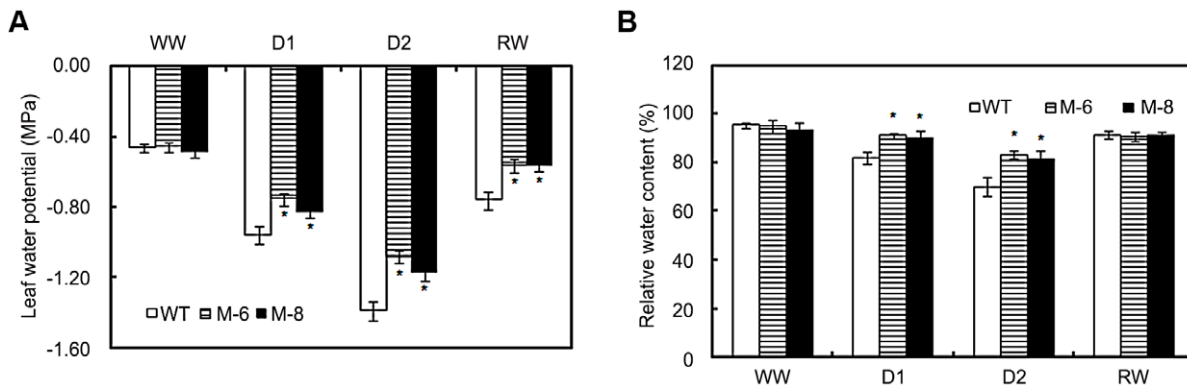 A
WW D1 D2 RW
0.00
-0.40
-0.80
-1.20
-1.60
Leaf water potential (MPa)
* * * * * *
WT M-6 M-8
B
120
100
80
60
40
20
0
Relative water content (%)
WT M-6 M-8
* * * *
WW D1 D2 RW